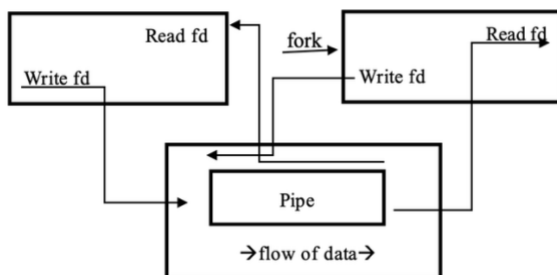 Read fd
Write fd
fork
Read fd
Write fd
Pipe
→flow of data→